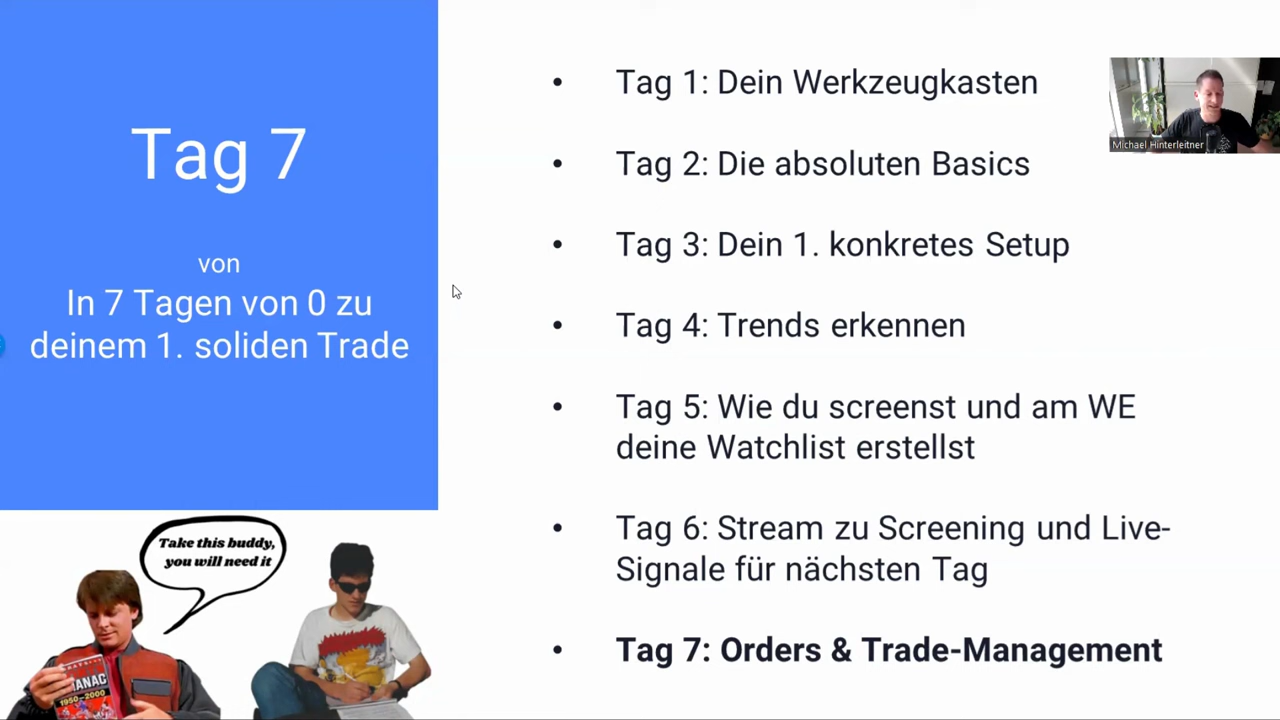 Tag 7
von
In 7 Tagen von 0 zu
deinem 1. soliden Trade
Take this buddy,
you will need it
ANAC
1950-2000
Tag 1: Dein Werkzeugkasten
Tag 2: Die absoluten Basics
Tag 3: Dein 1. konkretes Setup
Tag 4: Trends erkennen
Tag 5: Wie du screenst und am WE
deine Watchlist erstellst
Tag 6: Stream zu Screening und Live-
Signale für nächsten Tag
Tag 7: Orders & Trade-Management
Michael Hinterleitner